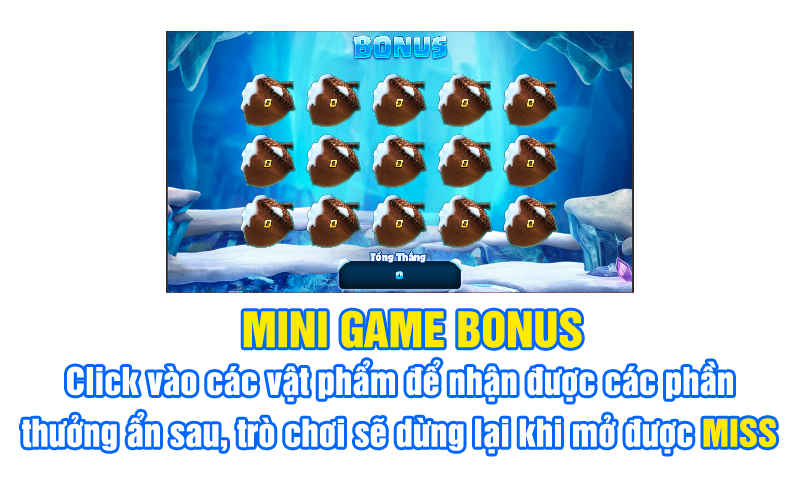 BONUS
Tổng Thắng
0
MINI GAME BONUS
Click vào các vật phẩm để nhận được các phần
thưởng ẩn sau, trò chơi sẽ dừng lại khi mở được MISS